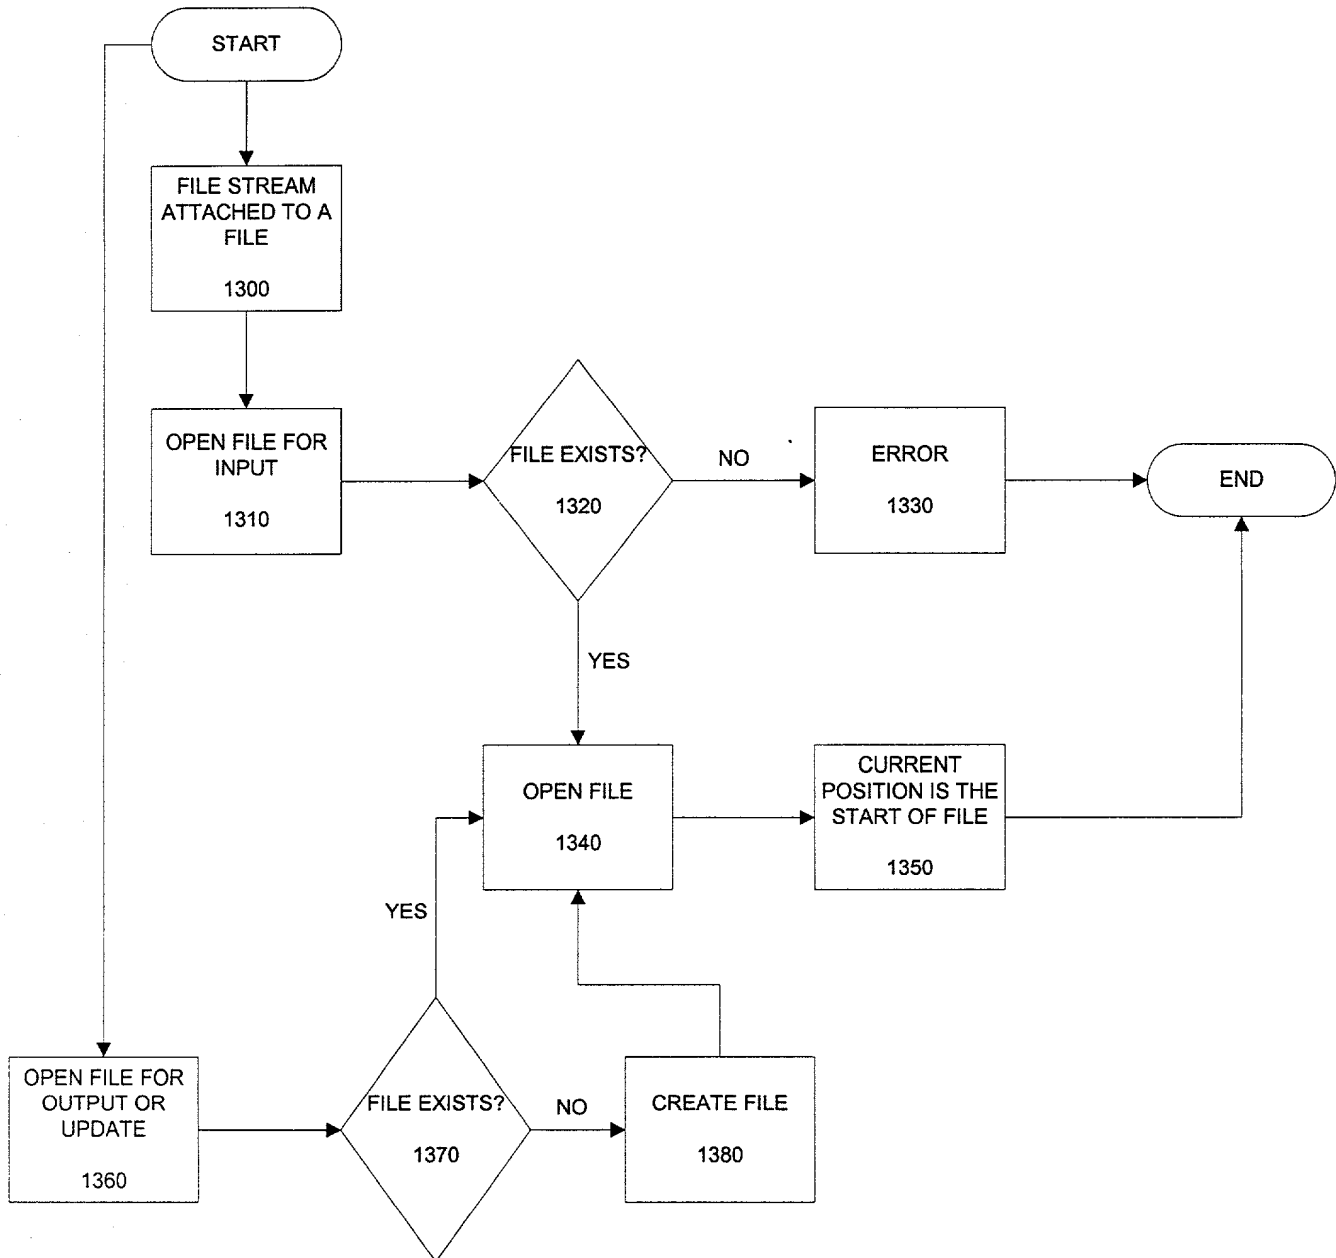 START
FILE STREAM
ATTACHED TO A
FILE
1300
OPEN FILE FOR
INPUT
1310
FILE EXISTS?
1320
NO
ERROR
1330
END
YES
OPEN FILE
1340
CURRENT
POSITION IS THE
START OF FILE
1350
YES
OPEN FILE FOR
OUTPUT OR
UPDATE
1360
FILE EXISTS?
1370
NO
CREATE FILE
1380